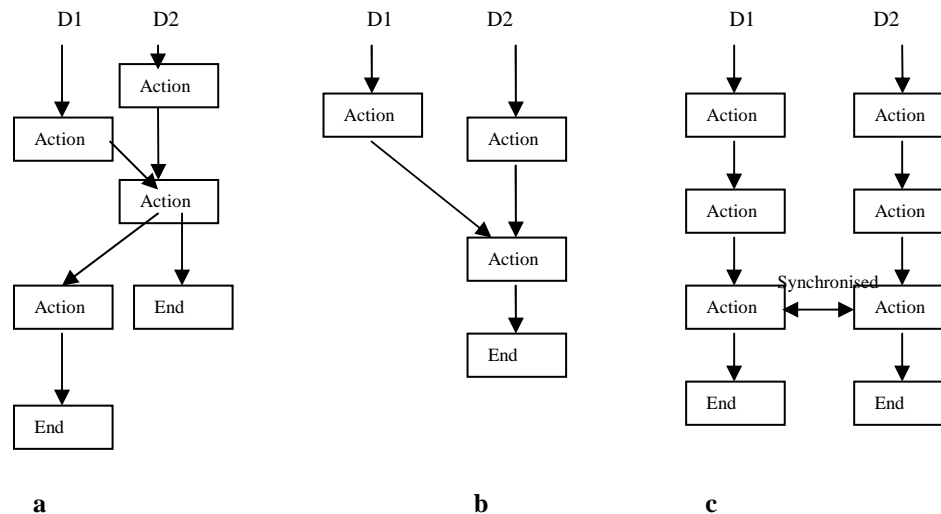 D1 D2
Action
Action
Action
Action End
End
D1 D2
Action
Action
Action
End
D1 D2
Action Action
Action Action
Synchronised
Action Action
End End
a b c